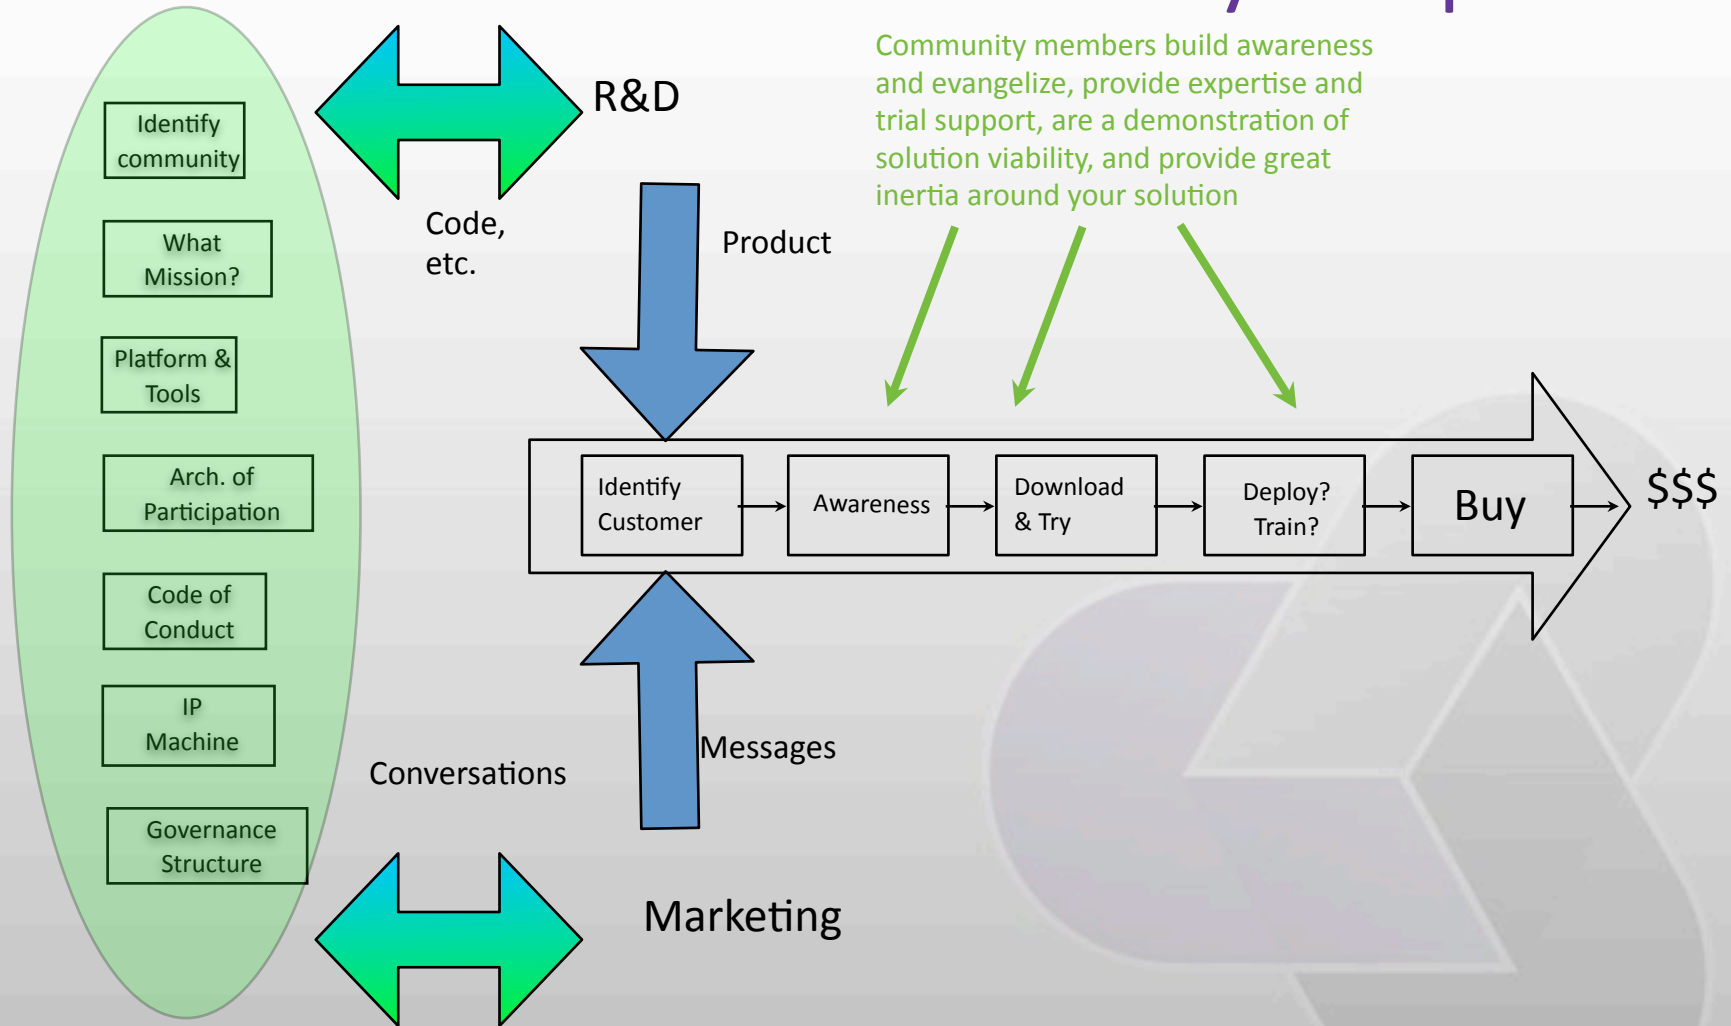 Community members build awareness
and evangelize, provide expertise and
trial support, are a demonstration of
solution viability, and provide great
inertia around your solution
R&D
Identify
community
Code,
etc.
Product
What
Mission?
Platform &
Tools
Arch. of
Participation
Code of
Conduct
IP
Machine
Governance
Structure
Identify
Customer
Awareness
Download
& Try
Deploy?
Train?
Buy
$$$
Messages
Conversations
Marketing